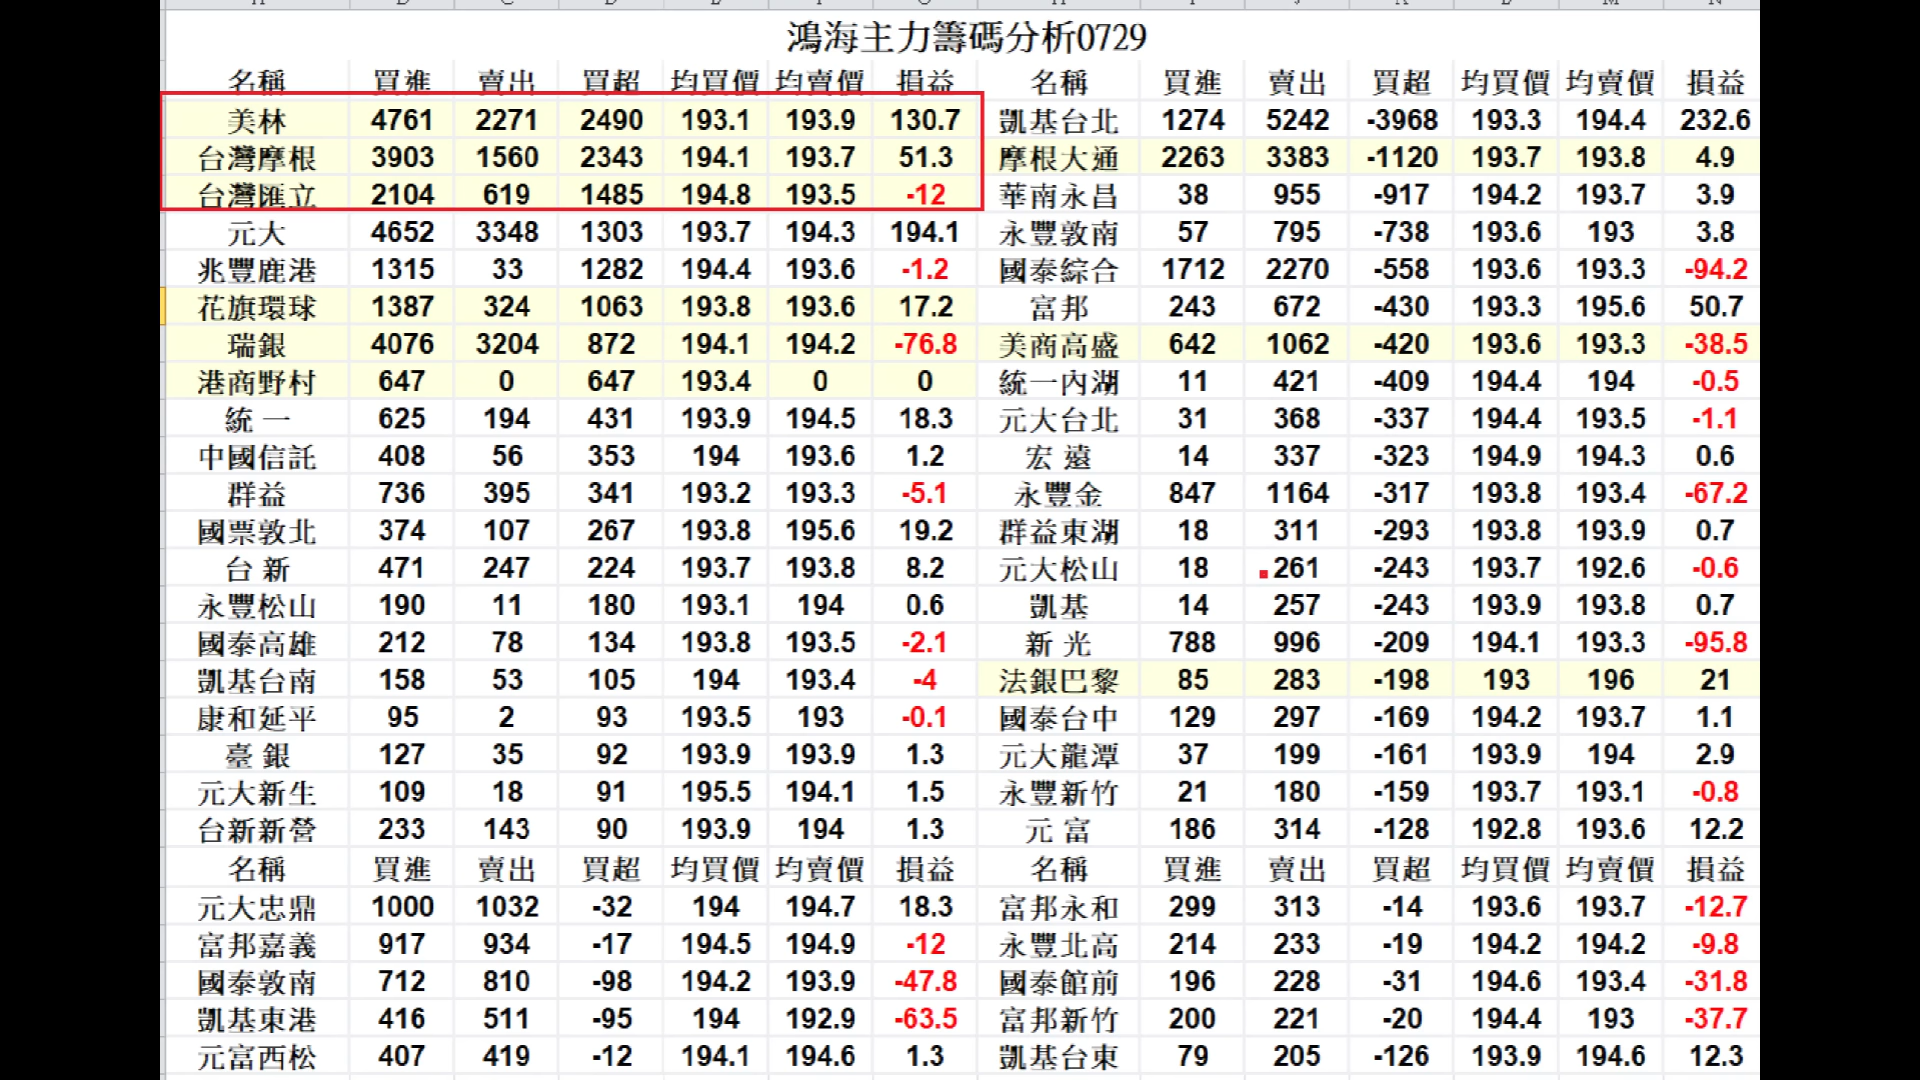 鴻海主力籌碼分析0729
名稱 買進 賣出 買超 均買價 均賣價 損益 名稱 買進 賣出 買超 均買價 均賣價 損益
美林 4761 2271 2490 193.1 193.9 130.7 凱基台北 1274 5242 -3968 193.3 194.4 232.6
台灣摩根 3903 1560 2343 194.1 193.7 51.3 摩根大通 2263 3383 -1120 193.7 193.8 4.9
台灣匯立 2104 619 1485 194.8 193.5 -12 華南永昌 38 955 -917 194.2 193.7 3.9
元大 4652 3348 1303 193.7 194.3 194.1 永豐敦南 57 795 -738 193.6 193 3.8
兆豐鹿港 1315 33 1282 194.4 193.6 -1.2 國泰綜合 1712 2270 -558 193.6 193.3 -94.2
花旗環球 1387 324 1063 193.8 193.6 17.2 富邦 243 672 -430 193.3 195.6 50.7
瑞銀 4076 3204 872 194.1 194.2 -76.8 美商高盛 642 1062 -420 193.6 193.3 -38.5
港商野村 647 0 647 193.4 0 0 統一內湖 11 421 -409 194.4 194 -0.5
統 一 625 194 431 193.9 194.5 18.3 元大台北 31 368 -337 194.4 193.5 -1.1
中國信託 408 56 353 194 193.6 1.2 宏 遠 14 337 -323 194.9 194.3 0.6
群益 736 395 341 193.2 193.3 -5.1 永豐金 847 1164 -317 193.8 193.4 -67.2
國票敦北 374 107 267 193.8 195.6 19.2 群益東湖 18 311 -293 193.8 193.9 0.7
台 新 471 247 224 193.7 193.8 8.2 元大松山 18 261 -243 193.7 192.6 -0.6
永豐松山 190 11 180 193.1 194 0.6 凱基 14 257 -243 193.9 193.8 0.7
國泰高雄 212 78 134 193.8 193.5 -2.1 新 光 788 996 -209 194.1 193.3 -95.8
凱基台南 158 53 105 194 193.4 -4 法銀巴黎 85 283 -198 193 196 21
康和延平 95 2 93 193.5 193 -0.1 國泰台中 129 297 -169 194.2 193.7 1.1
臺 銀 127 35 92 193.9 193.9 1.3 元大龍潭 37 199 -161 193.9 194 2.9
元大新生 109 18 91 195.5 194.1 1.5 永豐新竹 21 180 -159 193.7 193.1 -0.8
台新新營 233 143 90 193.9 194 1.3 元 富 186 314 -128 192.8 193.6 12.2
名稱 買進 賣出 買超 均買價 均賣價 損益 名稱 買進 賣出 買超 均買價 均賣價 損益
元大忠鼎 1000 1032 -32 194 194.7 18.3 富邦永和 299 313 -14 193.6 193.7 -12.7
富邦嘉義 917 934 -17 194.5 194.9 -12 永豐北高 214 233 -19 194.2 194.2 -9.8
國泰敦南 712 810 -98 194.2 193.9 -47.8 國泰館前 196 228 -31 194.6 193.4 -31.8
凱基東港 416 511 -95 194 192.9 -63.5 富邦新竹 200 221 -20 194.4 193 -37.7
元富西松 407 419 -12 194.1 194.6 1.3 凱基台東 79 205 -126 193.9 194.6 12.3